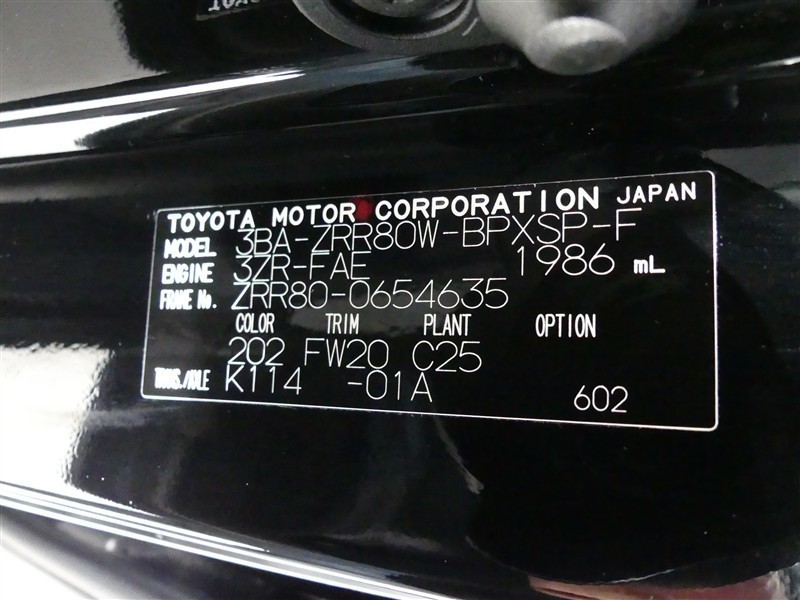 TOYOTA MOTOR CORPORATION JAPAN
MODEL 3BA-ZRR80W-BPXSP-F
ENGINE 3ZR-FAE 1986 mL
FRAME No. ZRR80-0654635
COLOR TRIM PLANT OPTION
202 FW20 C25
TRANS./AXLE K114 -01A
602